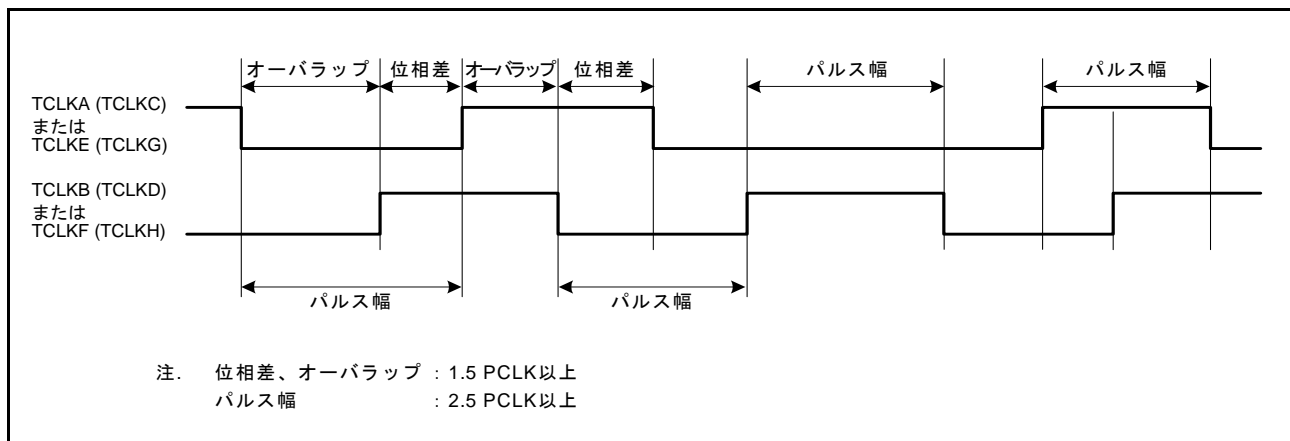 オーバラップ 位相差 オーバラップ 位相差 パルス幅 パルス幅
TCLKA (TCLKC)
または
TCLKE (TCLKG)
TCLKB (TCLKD)
または
TCLKF (TCLKH)
パルス幅 パルス幅
注. 位相差、オーバラップ : 1.5 PCLK以上
パルス幅 : 2.5 PCLK以上